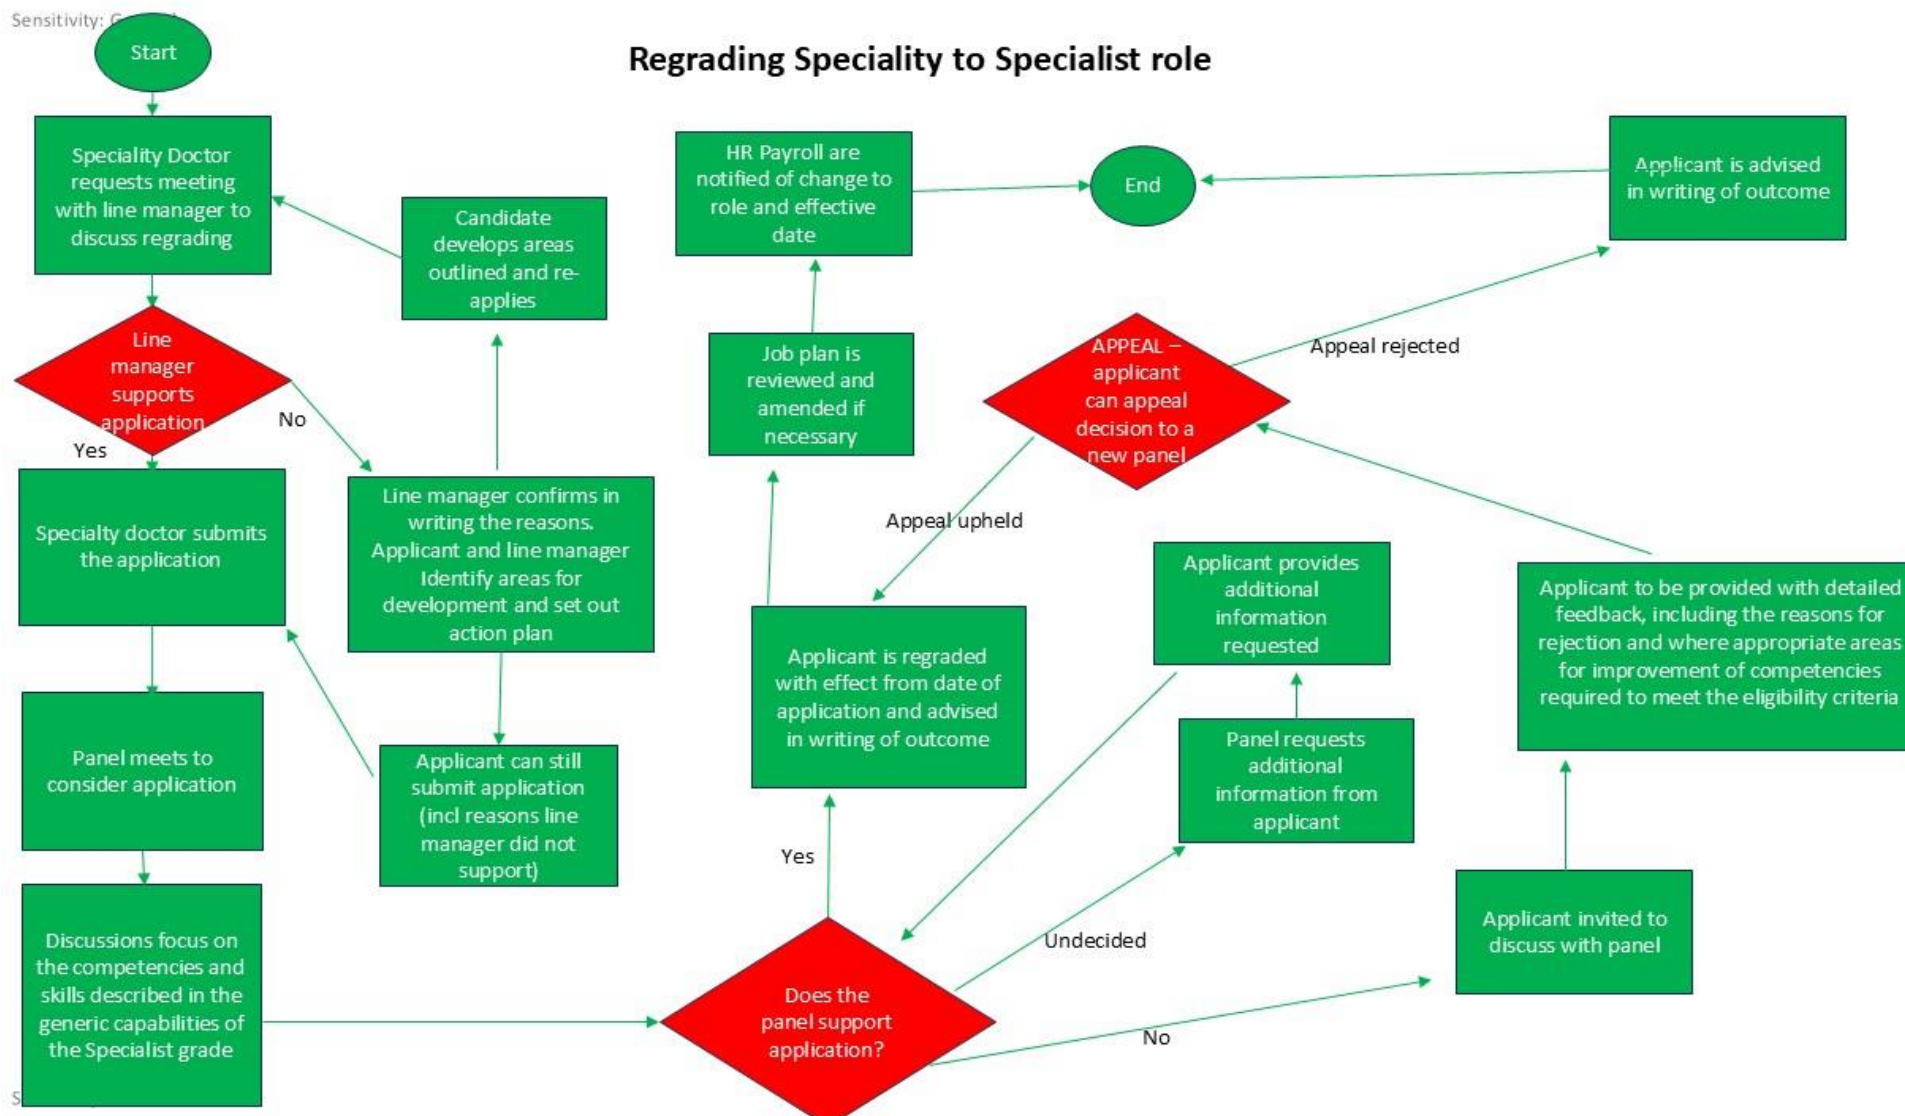 Sensitivity:
Start
Regrading Speciality to Specialist role
Speciality Doctor
requests meeting
with line manager to
discuss regrading
Candidate
develops areas
outlined and re-
applies
HR Payroll are
notified of change to
role and effective
date
End
Applicant is advised
in writing of outcome
Line
manager
supports
application
No
Yes
Job plan is
reviewed and
amended if
necessary
APPEAL –
applicant
can appeal
decision to a
new panel
Appeal rejected
Appeal upheld
Specialty doctor submits
the application
Line manager confirms in
writing the reasons.
Applicant and line manager
Identify areas for
development and set out
action plan
Applicant provides
additional
information
requested
Applicant to be provided with detailed
feedback, including the reasons for
rejection and where appropriate areas
for improvement of competencies
required to meet the eligibility criteria
Applicant is regraded
with effect from date of
application and advised
in writing of outcome
Panel meets to
consider application
Applicant can still
submit application
(incl reasons line
manager did not
support)
Panel requests
additional
information from
applicant
Yes
Undecided
Applicant invited to
discuss with panel
Discussions focus on
the competencies and
skills described in the
generic capabilities of
the Specialist grade
Does the
panel support
application?
No